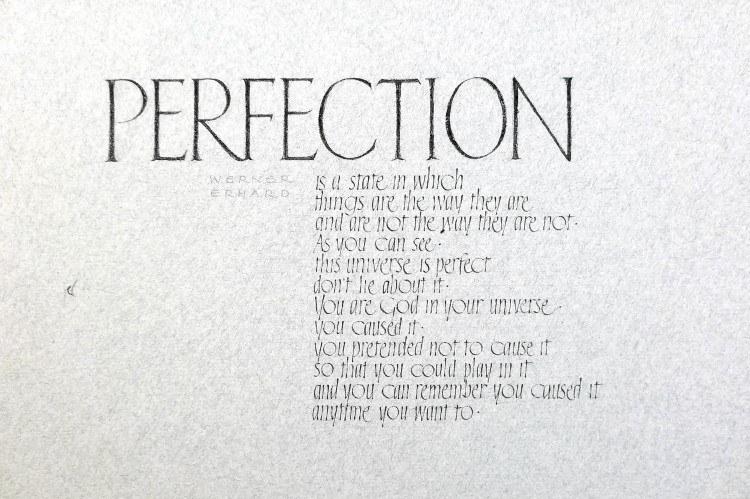 PERFECTION
WERNER
ERHARD
is a state in which
things are the way they are
and are not the way they are not.
As you can see.
this universe is perfect
don't lie about it.
You are God in your universe.
you caused it.
you pretended not to cause it
so that you could play in it
and you can remember you caused it
anytime you want to.